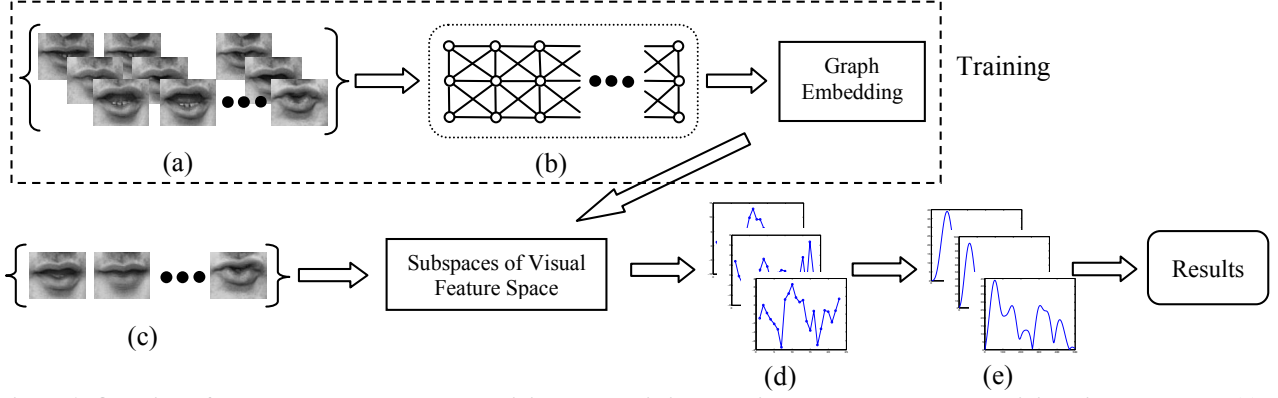 Training
Graph
Embedding
(a)
(b)
Subspaces of Visual
Feature Space
Results
(c)
(d)
(e)